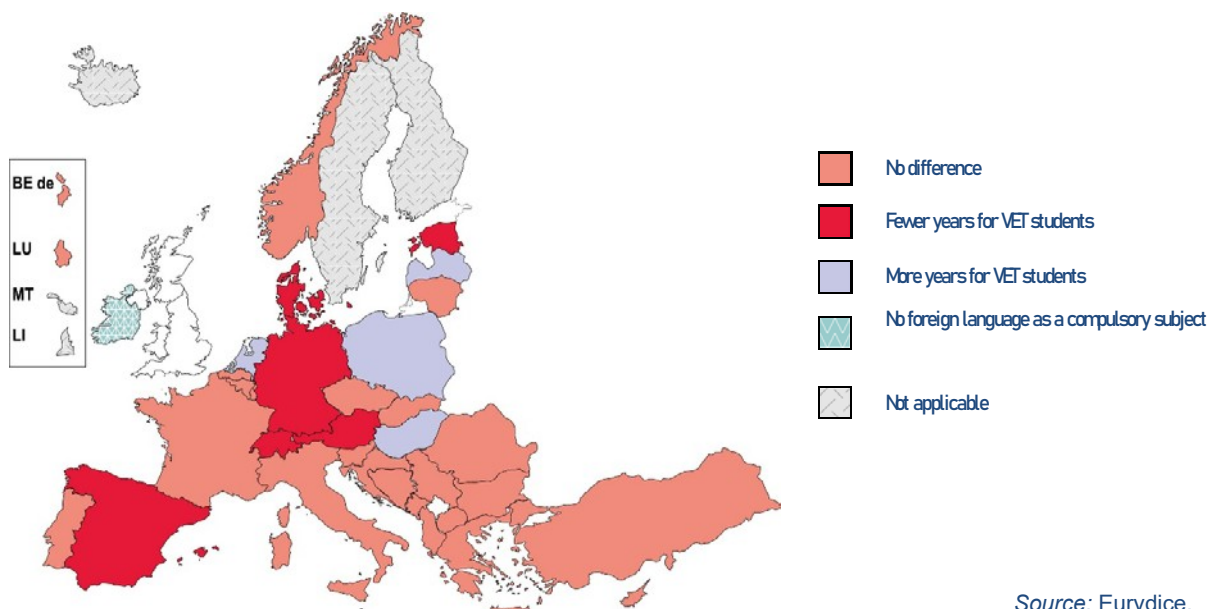 BE de
LU
MT
LI
No difference
Fewer years for VET students
More years for VET students
No foreign language as a compulsory subject
Not applicable
Source: Eurydice.